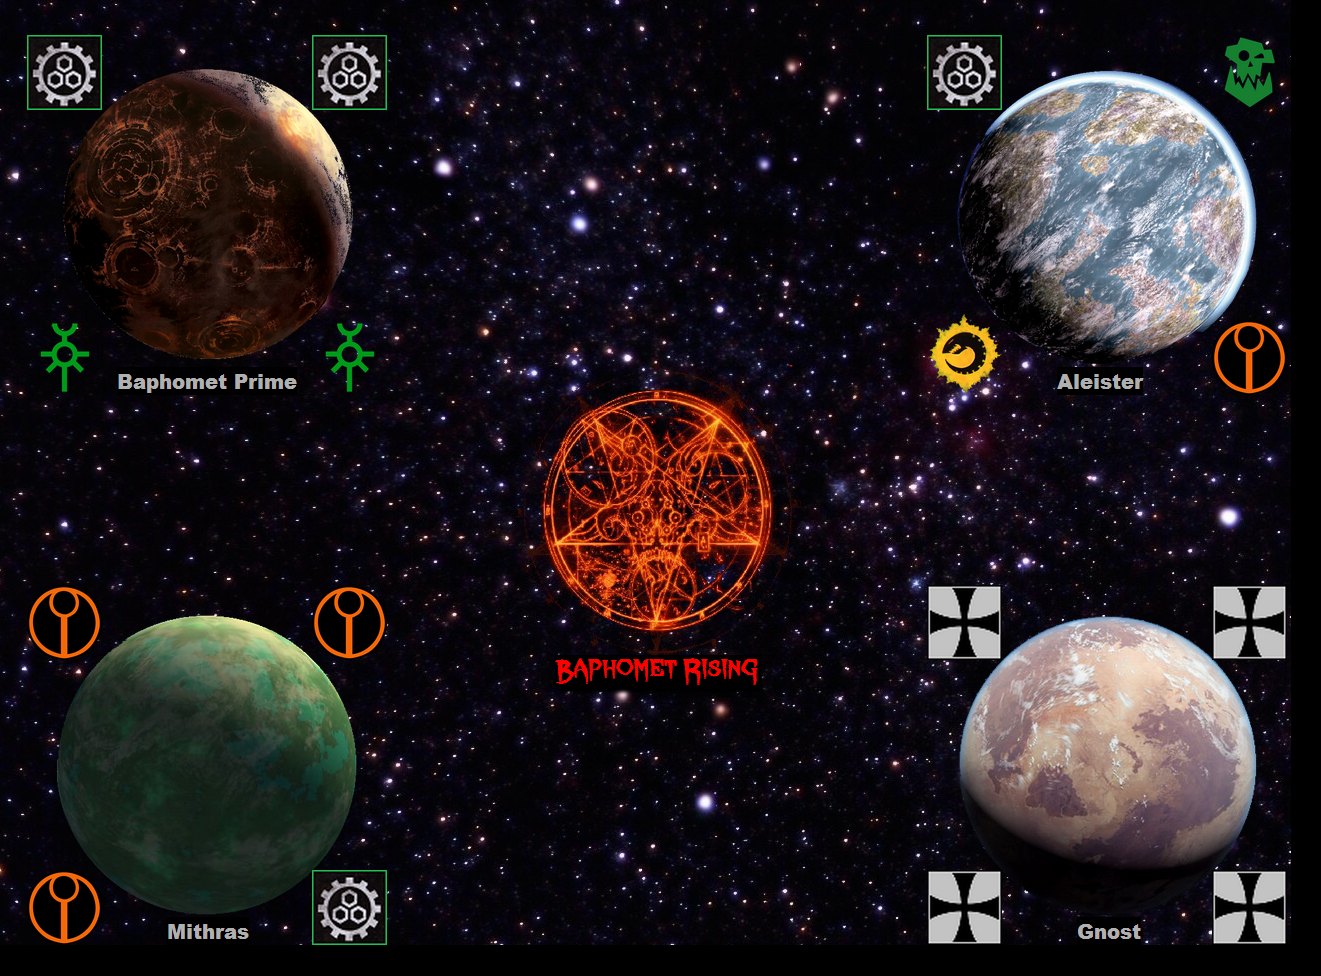 Baphomet Prime
Aleister
Baphomet Rising
Mithras
Gnost